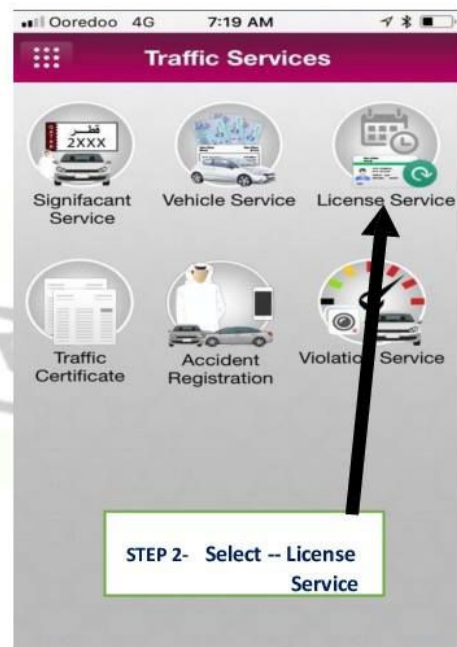 Ooredoo 4G 7:19 AM
Traffic Services
قطر
2XXX
Signifacant
Service
Vehicle Service
License Service
Traffic
Certificate
Accident
Registration
Violation Service
STEP 2- Select -- License
Service